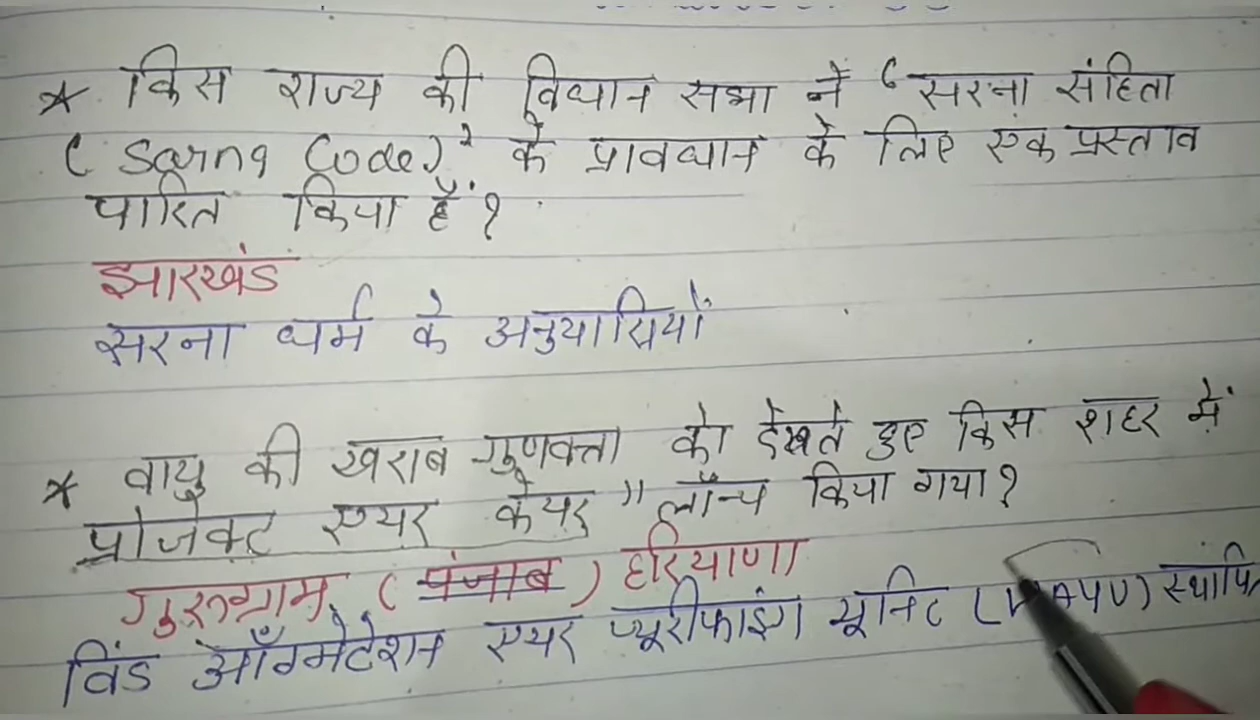 * किस राज्य की विधान सभा ने 'सरना संहिता
(Sarna Code)' के प्रावधान के लिए एक प्रस्ताव
पारित किया हैं?
झारखंड
सरना धर्म के अनुयायियों
* वायु की खराब गुणवत्ता को देखते हुए किस शहर में
प्रोजेक्ट एयर केयर" लॉन्च किया गया?
गुरुग्राम (पंजाब) हरियाणा
विंड ऑगमेंटेशन एयर प्यूरीफाइंग यूनिट (WAYU)